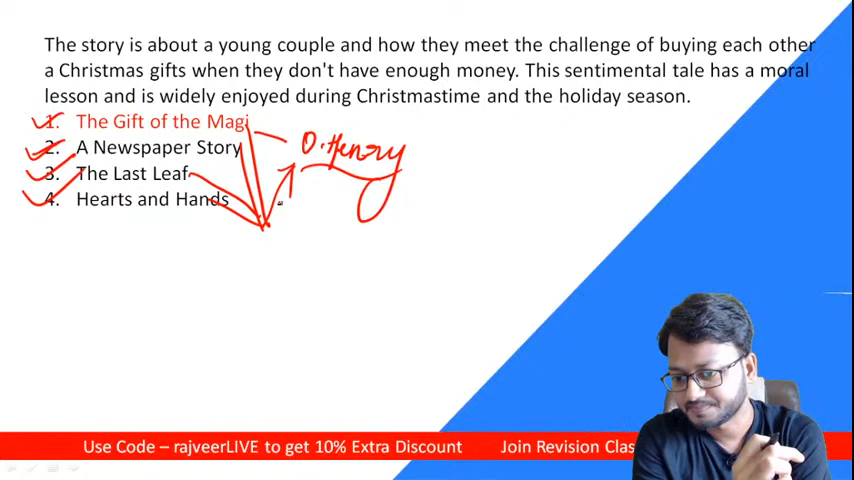 The story is about a young couple and how they meet the challenge of buying each other
a Christmas gifts when they don't have enough money. This sentimental tale has a moral
lesson and is widely enjoyed during Christmastime and the holiday season.
1. The Gift of the Magi
O.Henry
2. A Newspaper Story
3. The Last Leaf
4. Hearts and Hands
Use Code – rajveerLIVE to get 10% Extra Discount Join Revision Clas